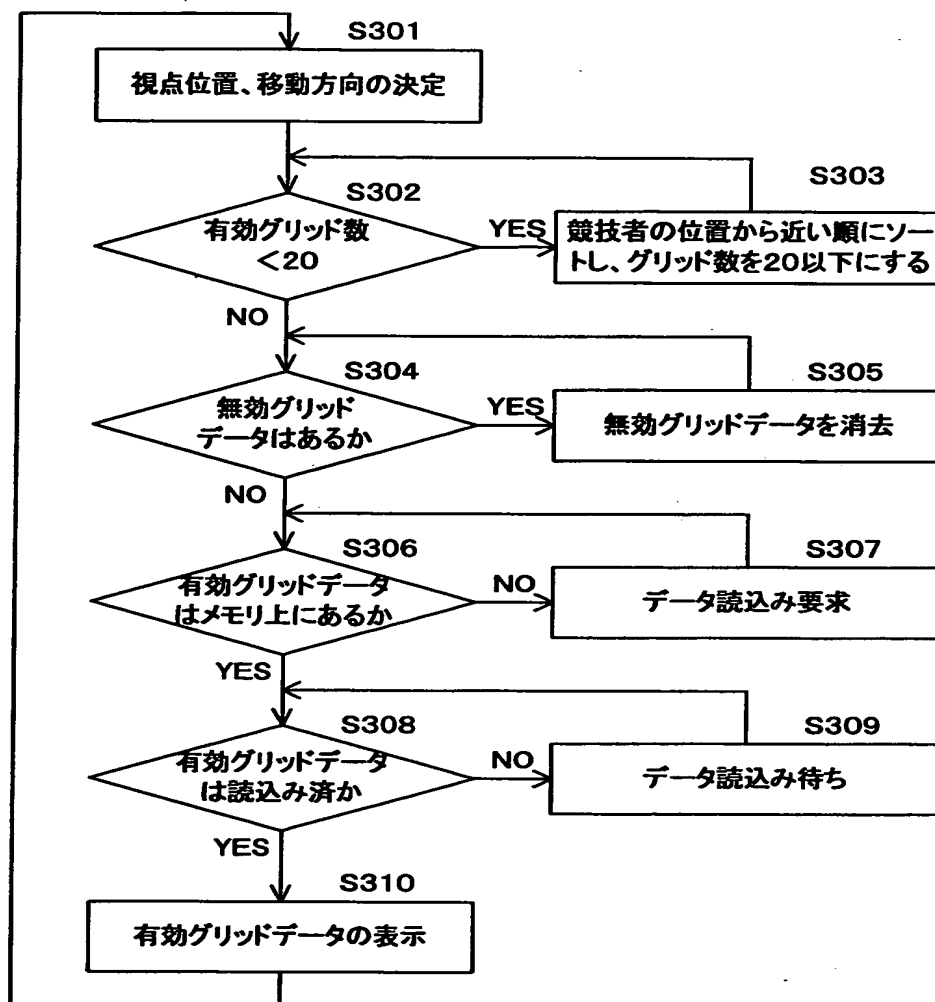 S301
視点位置、移動方向の決定
S302
有効グリッド数
<20
YES
S303
競技者の位置から近い順にソー
トし、グリッド数を20以下にする
NO
S304
無効グリッド
データはあるか
YES
S305
無効グリッドデータを消去
NO
S306
有効グリッドデータ
はメモリ上にあるか
NO
S307
データ読込み要求
YES
S308
有効グリッドデータ
は読込み済か
NO
S309
データ読込み待ち
YES
S310
有効グリッドデータの表示